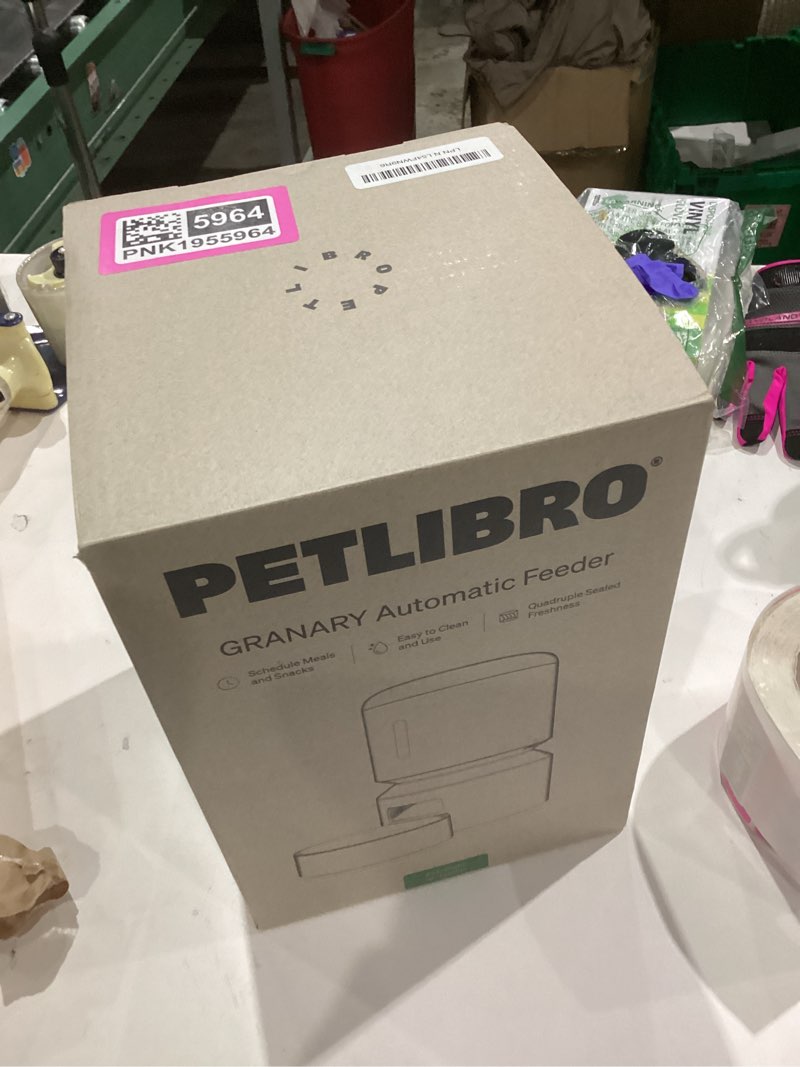 5964
PNK1955964
PETLIBRO
PETLIBRO®
GRANARY Automatic Feeder
Schedule Meals
and Snacks
Easy to Clean
and Use
Quadruple Sealed
Freshness
VINYL